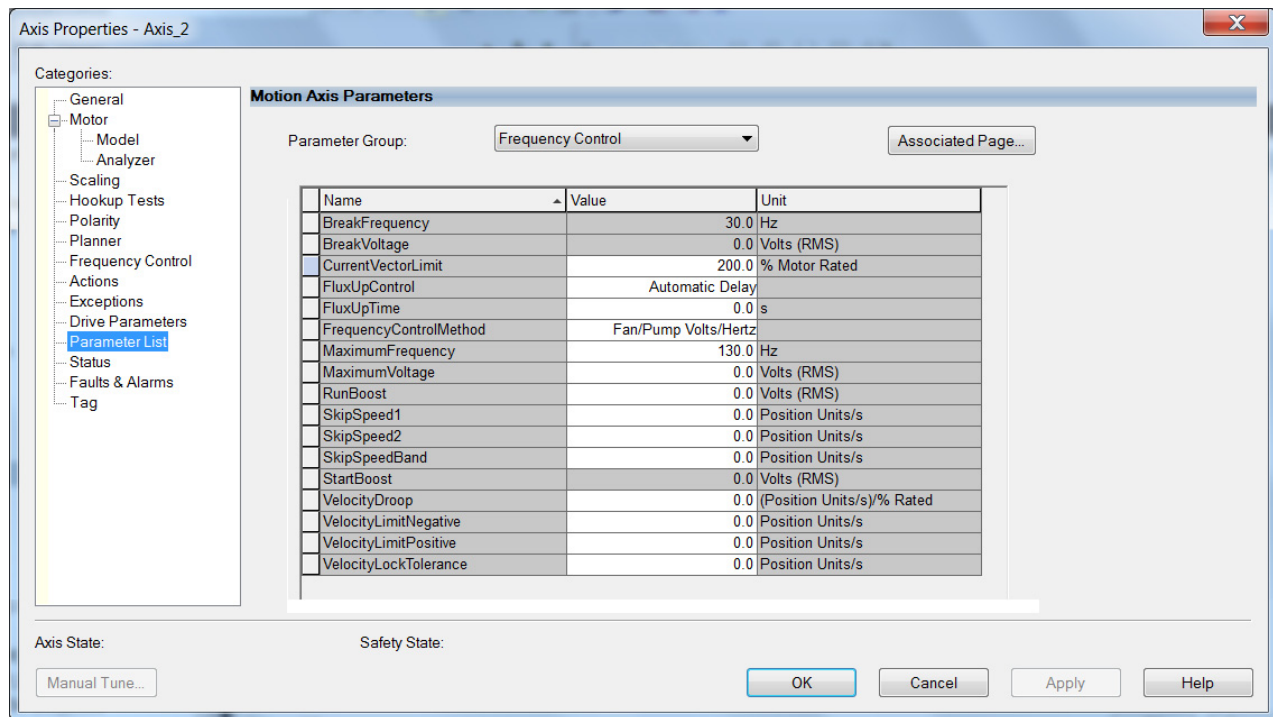 Axis Properties - Axis_2
X
Categories:
General
Motor
Model
Analyzer
Scaling
Hookup Tests
Polarity
Planner
Frequency Control
Actions
Exceptions
Drive Parameters
Parameter List
Status
Faults & Alarms
Tag
Motion Axis Parameters
Parameter Group: Frequency Control Associated Page...
Name Value Unit
BreakFrequency 30.0 Hz
BreakVoltage 0.0 Volts (RMS)
CurrentVectorLimit 200.0 % Motor Rated
FluxUpControl Automatic Delay
FluxUpTime 0.0 s
FrequencyControlMethod Fan/Pump Volts/Hertz
MaximumFrequency 130.0 Hz
MaximumVoltage 0.0 Volts (RMS)
RunBoost 0.0 Volts (RMS)
SkipSpeed1 0.0 Position Units/s
SkipSpeed2 0.0 Position Units/s
SkipSpeedBand 0.0 Position Units/s
StartBoost 0.0 Volts (RMS)
VelocityDroop 0.0 (Position Units/s)/% Rated
VelocityLimitNegative 0.0 Position Units/s
VelocityLimitPositive 0.0 Position Units/s
VelocityLockTolerance 0.0 Position Units/s
Axis State: Safety State:
Manual Tune... OK Cancel Apply Help